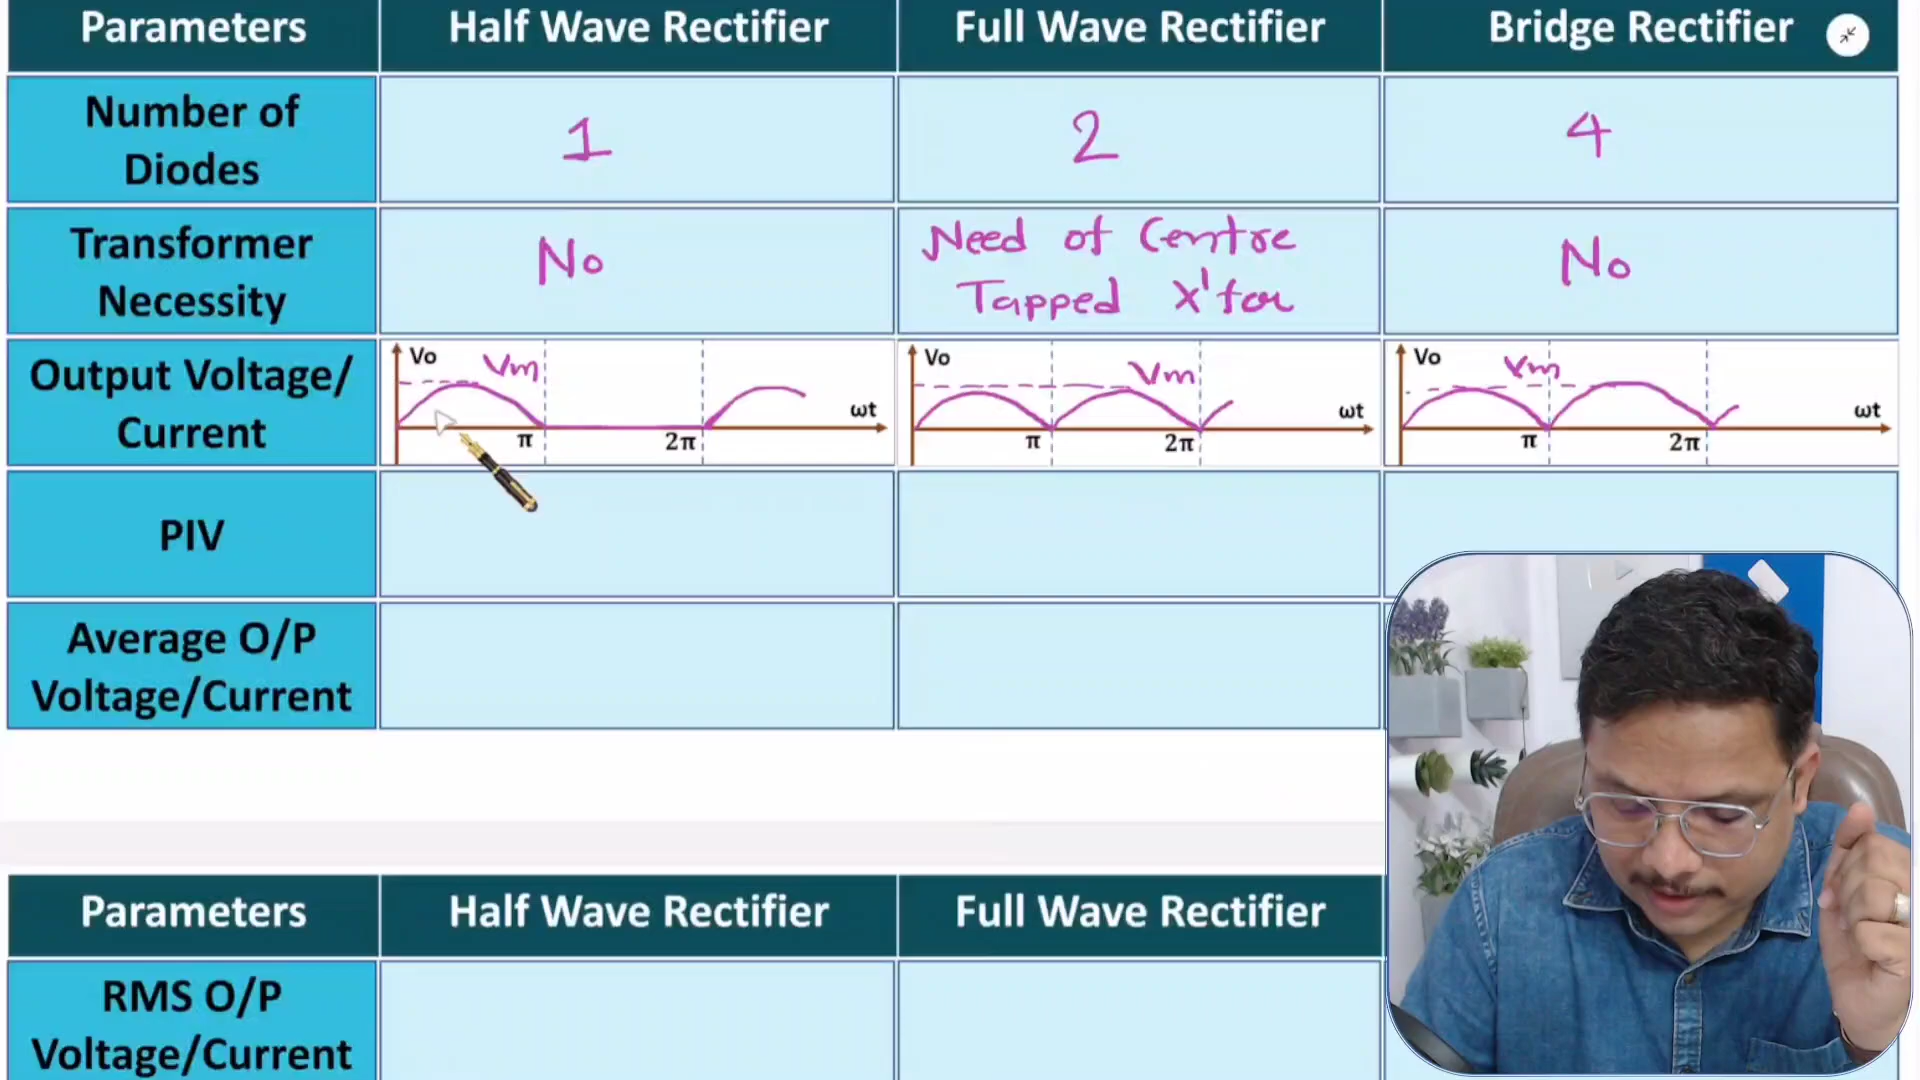 Parameters
Half Wave Rectifier
Full Wave Rectifier
Bridge Rectifier
Number of
Diodes
1
2
4
Transformer
Necessity
No
Need of Centre
Tapped x'for
No
Output Voltage/
Current
Vo
Vm
ωt
π
2π
Vo
Vm
ωt
π
2π
Vo
Vm
ωt
π
2π
PIV
Average O/P
Voltage/Current
Parameters
Half Wave Rectifier
Full Wave Rectifier
RMS O/P
Voltage/Current